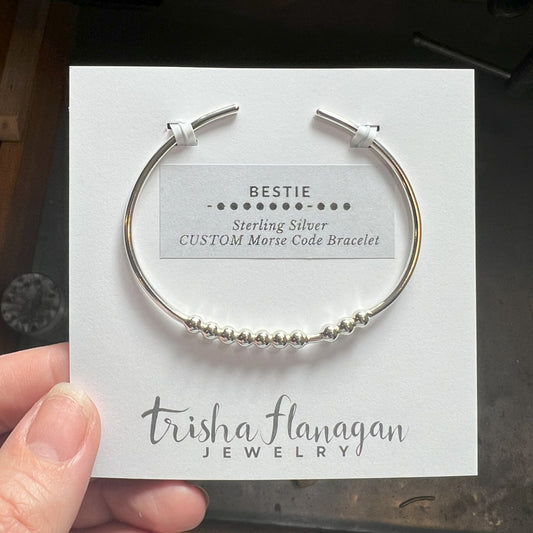 BESTIE
-●●●●●●●-●●●
Sterling Silver
CUSTOM Morse Code Bracelet
trisha flanagan
JEWELRY